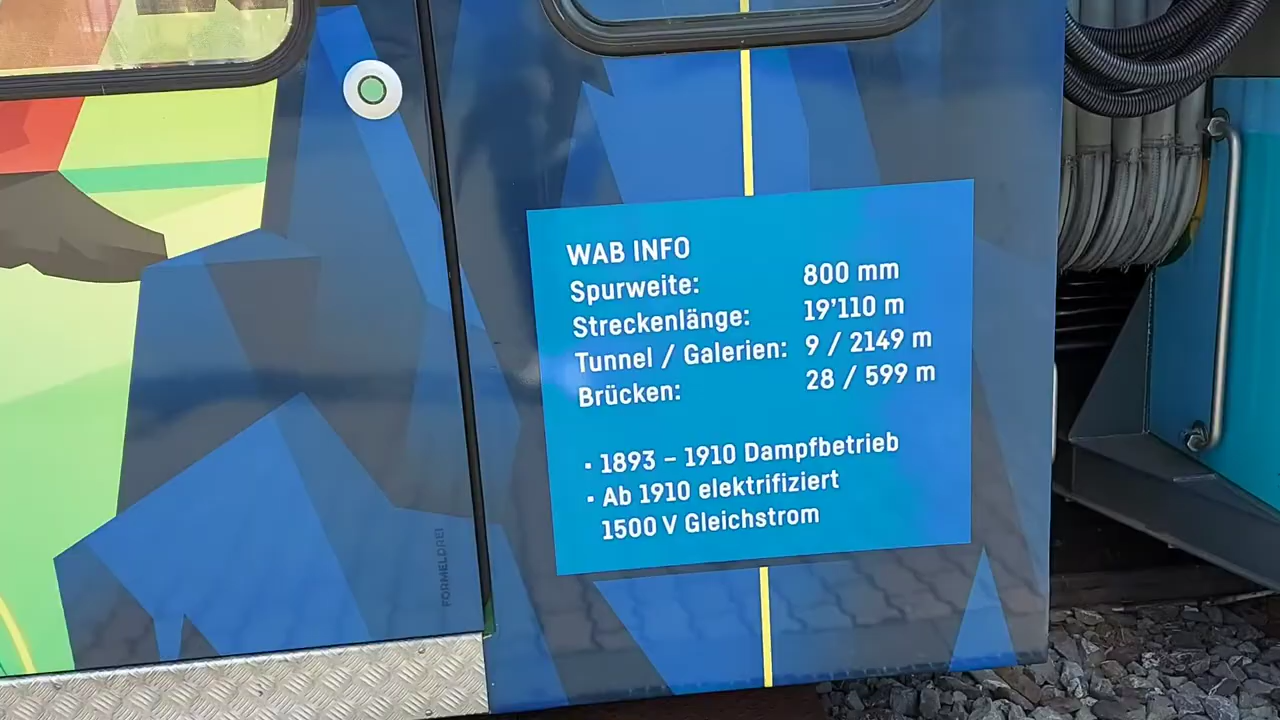 WAB INFO
Spurweite: 800 mm
Streckenlänge: 19’110 m
Tunnel / Galerien: 9 / 2149 m
Brücken: 28 / 599 m
· 1893 – 1910 Dampfbetrieb
· Ab 1910 elektrifiziert
1500 V Gleichstrom
FORMELDREI